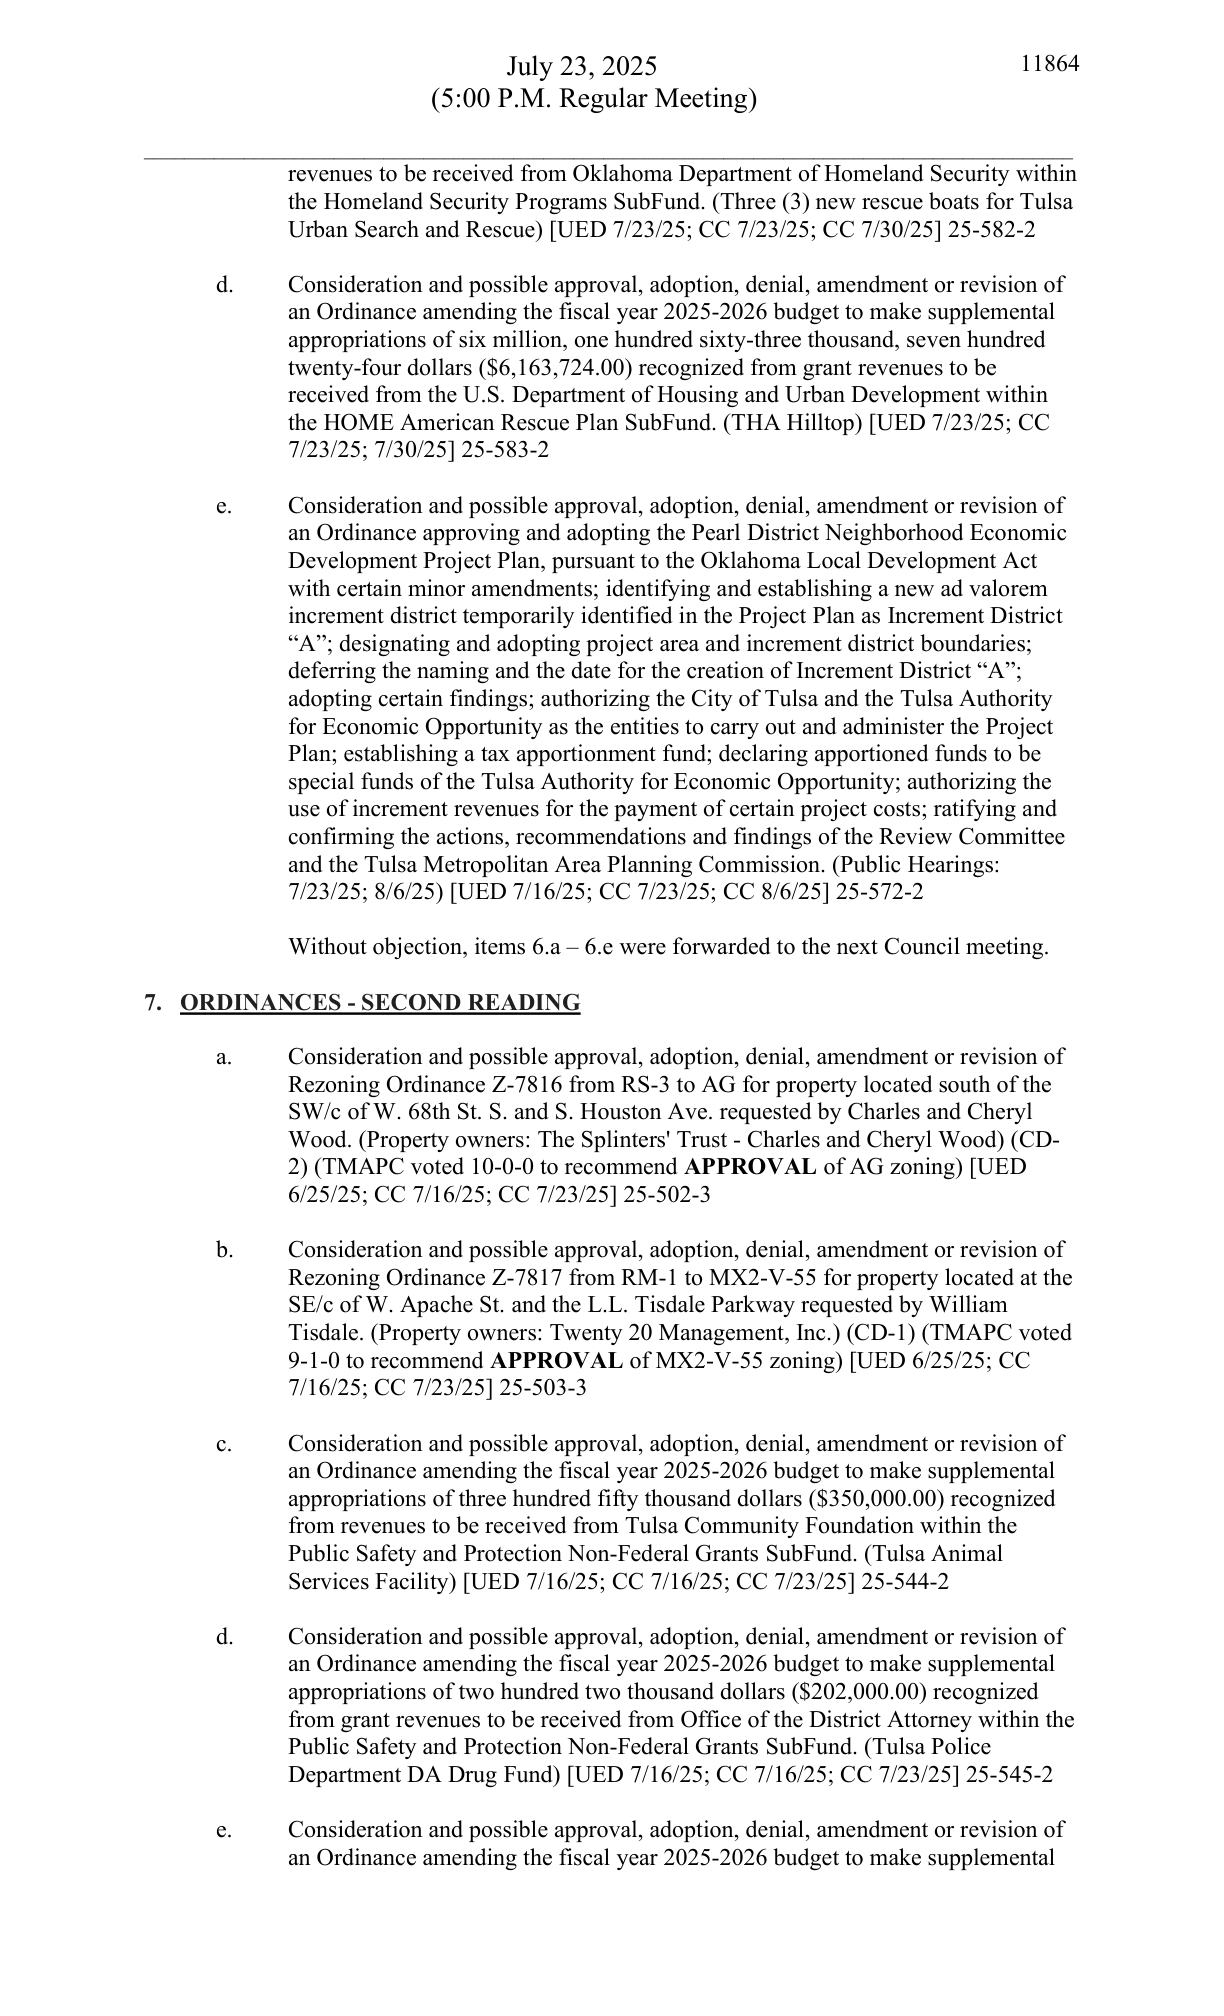 July 23, 2025
11864
(5:00 P.M. Regular Meeting)
revenues to be received from Oklahoma Department of Homeland Security within
the Homeland Security Programs SubFund. (Three (3) new rescue boats for Tulsa
Urban Search and Rescue) [UED 7/23/25; CC 7/23/25; CC 7/30/25] 25-582-2
d. Consideration and possible approval, adoption, denial, amendment or revision of
an Ordinance amending the fiscal year 2025-2026 budget to make supplemental
appropriations of six million, one hundred sixty-three thousand, seven hundred
twenty-four dollars ($6,163,724.00) recognized from grant revenues to be
received from the U.S. Department of Housing and Urban Development within
the HOME American Rescue Plan SubFund. (THA Hilltop) [UED 7/23/25; CC
7/23/25; 7/30/25] 25-583-2
e. Consideration and possible approval, adoption, denial, amendment or revision of
an Ordinance approving and adopting the Pearl District Neighborhood Economic
Development Project Plan, pursuant to the Oklahoma Local Development Act
with certain minor amendments; identifying and establishing a new ad valorem
increment district temporarily identified in the Project Plan as Increment District
“A”; designating and adopting project area and increment district boundaries;
deferring the naming and the date for the creation of Increment District “A”;
adopting certain findings; authorizing the City of Tulsa and the Tulsa Authority
for Economic Opportunity as the entities to carry out and administer the Project
Plan; establishing a tax apportionment fund; declaring apportioned funds to be
special funds of the Tulsa Authority for Economic Opportunity; authorizing the
use of increment revenues for the payment of certain project costs; ratifying and
confirming the actions, recommendations and findings of the Review Committee
and the Tulsa Metropolitan Area Planning Commission. (Public Hearings:
7/23/25; 8/6/25) [UED 7/16/25; CC 7/23/25; CC 8/6/25] 25-572-2
Without objection, items 6.a – 6.e were forwarded to the next Council meeting.
7. ORDINANCES - SECOND READING
a. Consideration and possible approval, adoption, denial, amendment or revision of
Rezoning Ordinance Z-7816 from RS-3 to AG for property located south of the
SW/c of W. 68th St. S. and S. Houston Ave. requested by Charles and Cheryl
Wood. (Property owners: The Splinters' Trust - Charles and Cheryl Wood) (CD-
2) (TMAPC voted 10-0-0 to recommend APPROVAL of AG zoning) [UED
6/25/25; CC 7/16/25; CC 7/23/25] 25-502-3
b. Consideration and possible approval, adoption, denial, amendment or revision of
Rezoning Ordinance Z-7817 from RM-1 to MX2-V-55 for property located at the
SE/c of W. Apache St. and the L.L. Tisdale Parkway requested by William
Tisdale. (Property owners: Twenty 20 Management, Inc.) (CD-1) (TMAPC voted
9-1-0 to recommend APPROVAL of MX2-V-55 zoning) [UED 6/25/25; CC
7/16/25; CC 7/23/25] 25-503-3
c. Consideration and possible approval, adoption, denial, amendment or revision of
an Ordinance amending the fiscal year 2025-2026 budget to make supplemental
appropriations of three hundred fifty thousand dollars ($350,000.00) recognized
from revenues to be received from Tulsa Community Foundation within the
Public Safety and Protection Non-Federal Grants SubFund. (Tulsa Animal
Services Facility) [UED 7/16/25; CC 7/16/25; CC 7/23/25] 25-544-2
d. Consideration and possible approval, adoption, denial, amendment or revision of
an Ordinance amending the fiscal year 2025-2026 budget to make supplemental
appropriations of two hundred two thousand dollars ($202,000.00) recognized
from grant revenues to be received from Office of the District Attorney within the
Public Safety and Protection Non-Federal Grants SubFund. (Tulsa Police
Department DA Drug Fund) [UED 7/16/25; CC 7/16/25; CC 7/23/25] 25-545-2
e. Consideration and possible approval, adoption, denial, amendment or revision of
an Ordinance amending the fiscal year 2025-2026 budget to make supplemental